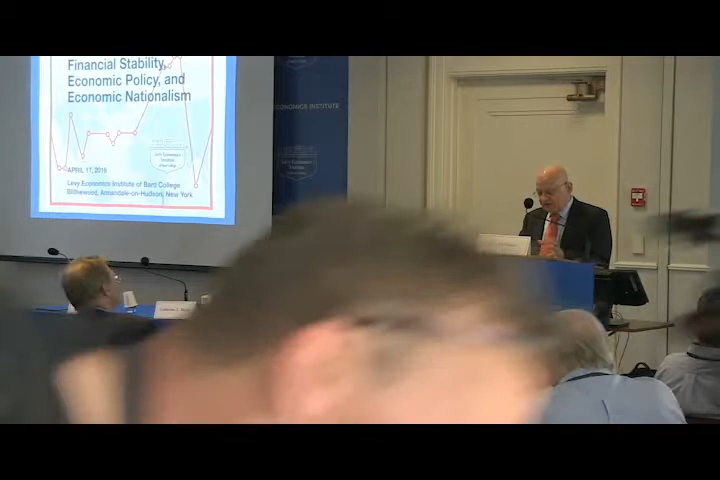 Financial Stability,
Economic Policy, and
Economic Nationalism
APRIL 17, 2018
Levy Economics Institute of Bard College
Blithewood, Annandale-on-Hudson, New York
ECONOMICS INSTITUTE